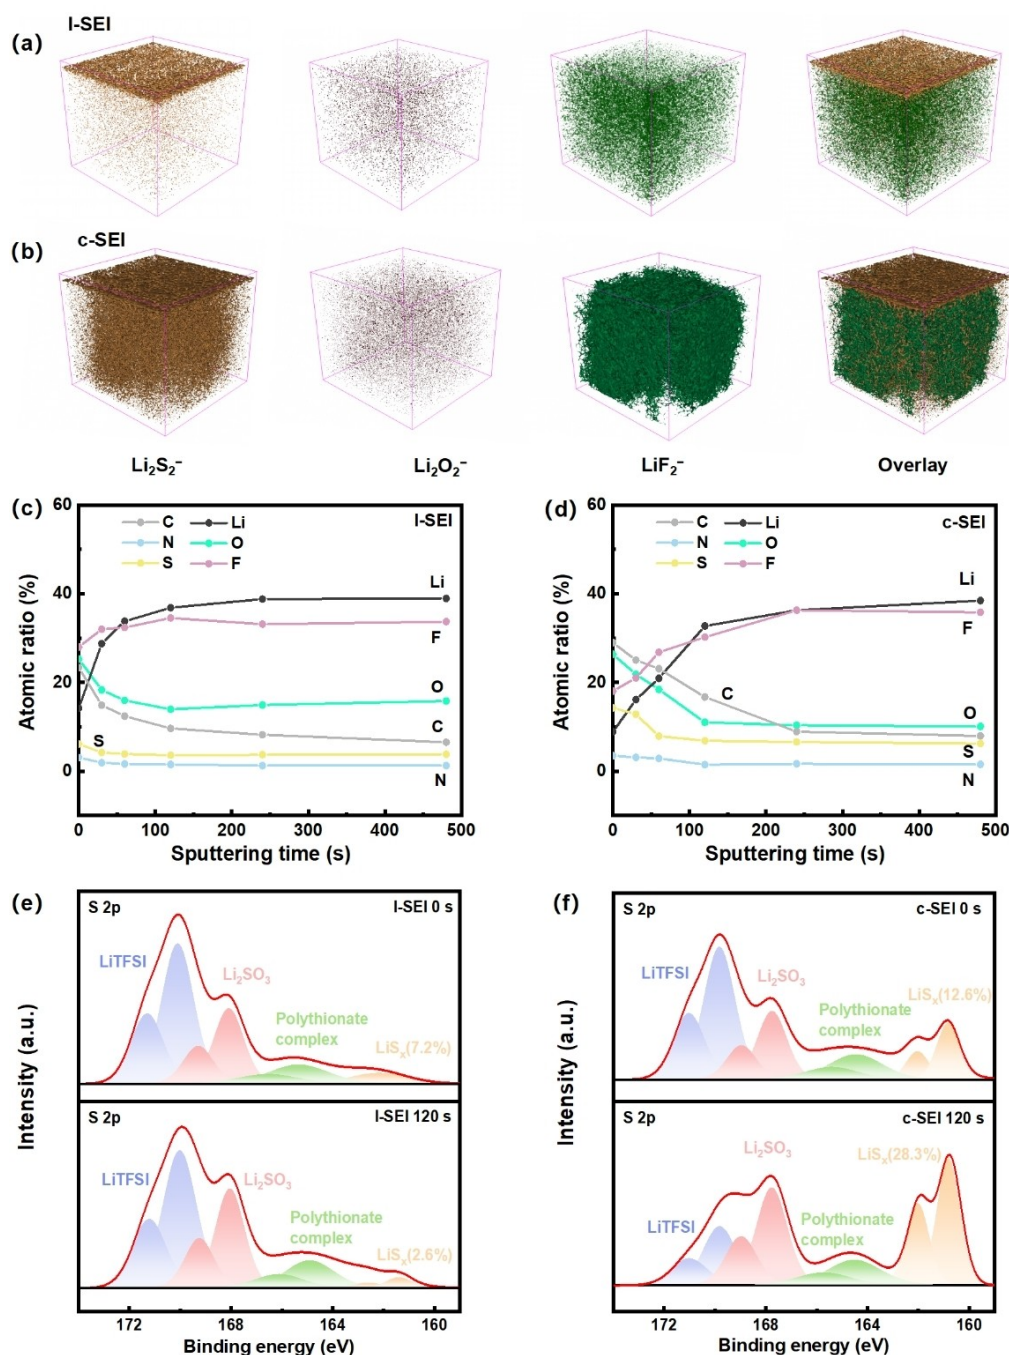 l-SEI
(a)
c-SEI
(b)
Li₂S₂⁻ Li₂O₂⁻ LiF₂⁻ Overlay
(c) 60 C Li l-SEI
N O
S F
40 Li
F
Atomic ratio (%)
20 O
C
S
0 N
0 100 200 300 400 500
Sputtering time (s)
(d) 60 C Li c-SEI
N O
S F
Li
40
F
Atomic ratio (%)
20 C
O
S
0 N
0 100 200 300 400 500
Sputtering time (s)
(e) S 2p l-SEI 0 s
LiTFSI
Li₂SO₃
Polythionate
complex
LiSₓ(7.2%)
S 2p l-SEI 120 s
LiTFSI
Li₂SO₃
Polythionate
complex
LiSₓ(2.6%)
Intensity (a.u.)
172 168 164 160
Binding energy (eV)
(f) S 2p c-SEI 0 s
LiTFSI
Li₂SO₃
Polythionate
complex
LiSₓ(12.6%)
S 2p c-SEI 120 s
LiTFSI
Li₂SO₃
Polythionate
complex
LiSₓ(28.3%)
Intensity (a.u.)
172 168 164 160
Binding energy (eV)